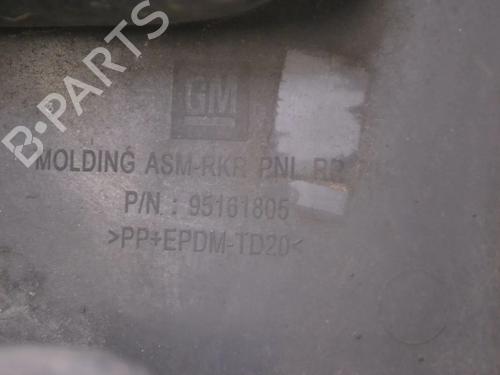 B-PARTS
GM
MOLDING ASM-RKR PNL RR
P/N : 95161805
>PP+EPDM-TD20<